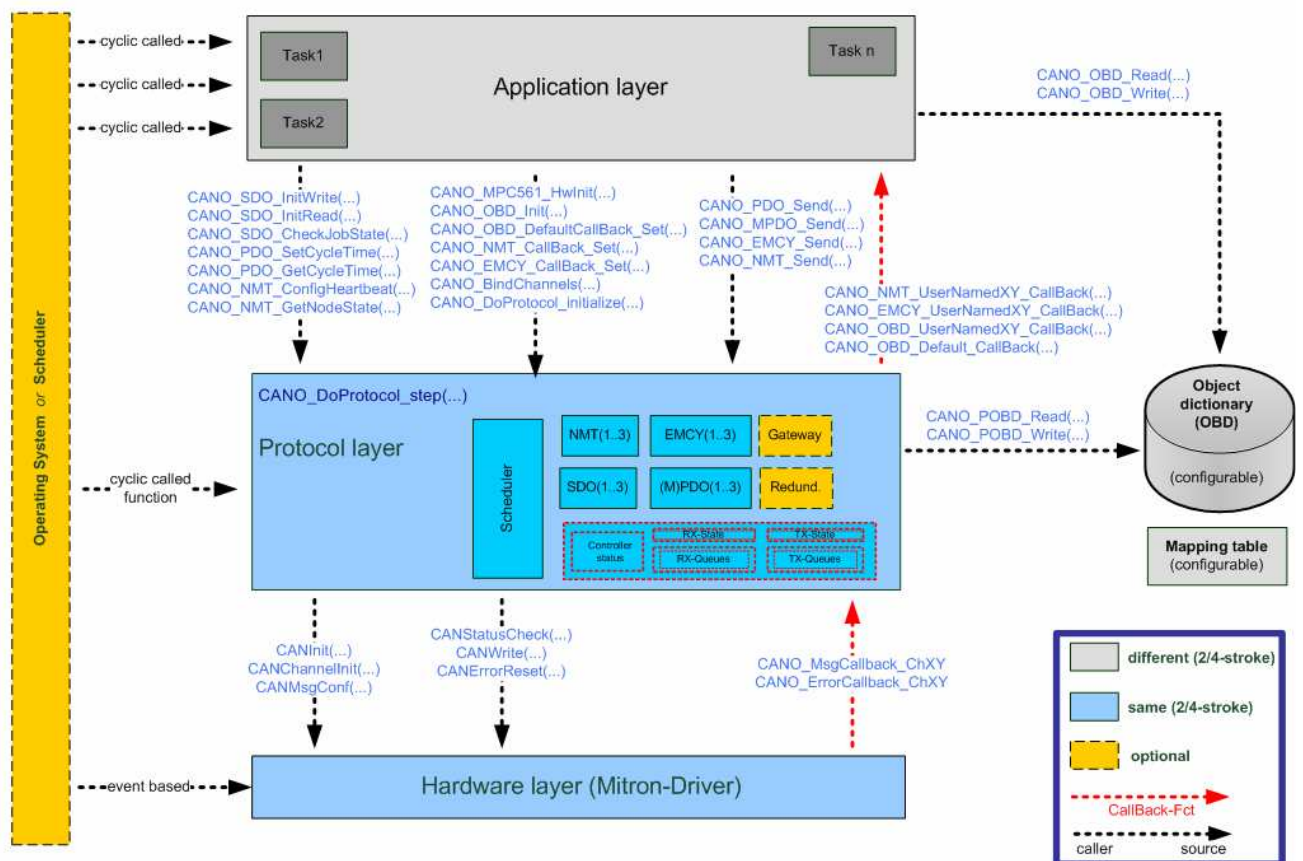 Operating System or Scheduler
cyclic called
cyclic called
cyclic called
Task1
Task2
Application layer
Task n
CANO_OBD_Read(...)
CANO_OBD_Write(...)
CANO_SDO_InitWrite(...)
CANO_SDO_InitRead(...)
CANO_SDO_CheckJobState(...)
CANO_PDO_SetCycleTime(...)
CANO_PDO_GetCycleTime(...)
CANO_NMT_ConfigHeartbeat(...)
CANO_NMT_GetNodeState(...)
CANO_MPC561_HwInit(...)
CANO_OBD_Init(...)
CANO_OBD_DefaultCallBack_Set(...)
CANO_NMT_CallBack_Set(...)
CANO_EMCY_CallBack_Set(...)
CANO_BindChannels(...)
CANO_DoProtocol_initialize(...)
CANO_PDO_Send(...)
CANO_MPDO_Send(...)
CANO_EMCY_Send(...)
CANO_NMT_Send(...)
CANO_NMT_UserNamedXY_CallBack(...)
CANO_EMCY_UserNamedXY_CallBack(...)
CANO_OBD_UserNamedXY_CallBack(...)
CANO_OBD_Default_CallBack(...)
cyclic called
function
CANO_DoProtocol_step(...)
Protocol layer
Scheduler
NMT(1..3)
EMCY(1..3)
Gateway
SDO(1..3)
(M)PDO(1..3)
Redund.
Controller
status
RX-State
TX-State
RX-Queues
TX-Queues
CANO_POBD_Read(...)
CANO_POBD_Write(...)
Object
dictionary
(OBD)
(configurable)
Mapping table
(configurable)
CANInit(...)
CANChannelInit(...)
CANMsgConf(...)
CANStatusCheck(...)
CANWrite(...)
CANErrorReset(...)
CANO_MsgCallback_ChXY
CANO_ErrorCallback_ChXY
event based
Hardware layer (Mitron-Driver)
different (2/4-stroke)
same (2/4-stroke)
optional
CallBack-Fct
caller source